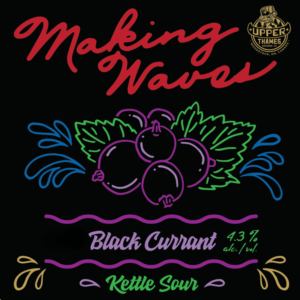 Making
Waves
UPPER
THAMES
Black Currant
4.3 %
alc./vol.
Kettle Sour